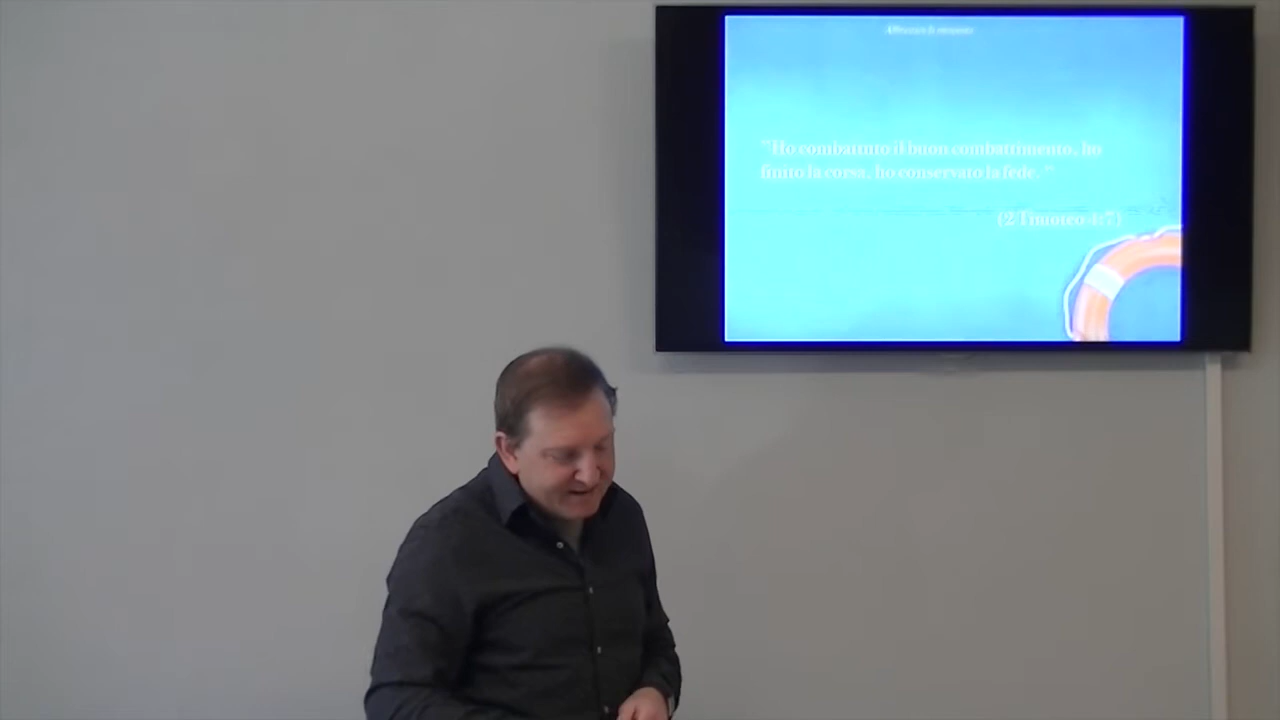 "Ho combattuto il buon combattimento, ho
finito la corsa, ho conservato la fede. "
(2 Timoteo 4:7)